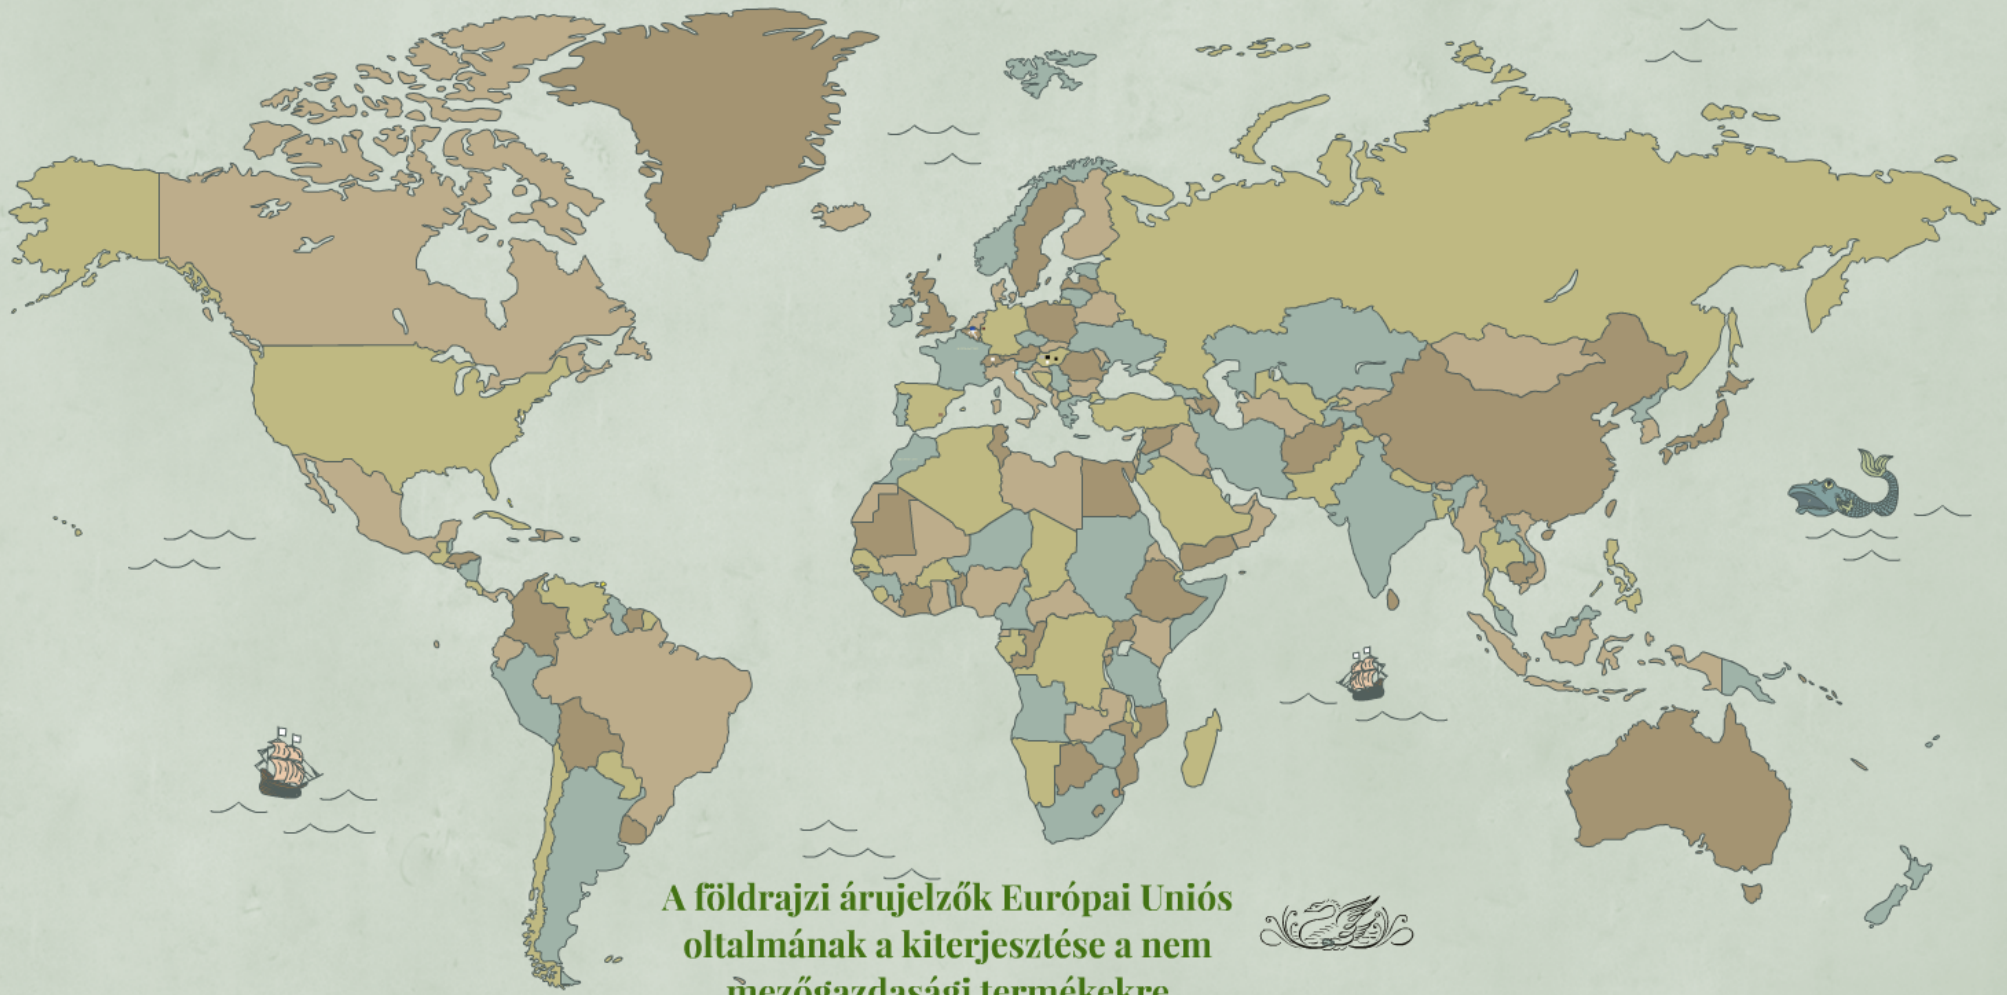 A földrajzi árujelzők Európai Uniós
oltalmának a kiterjesztése a nem
mezőgazdasági termékekre